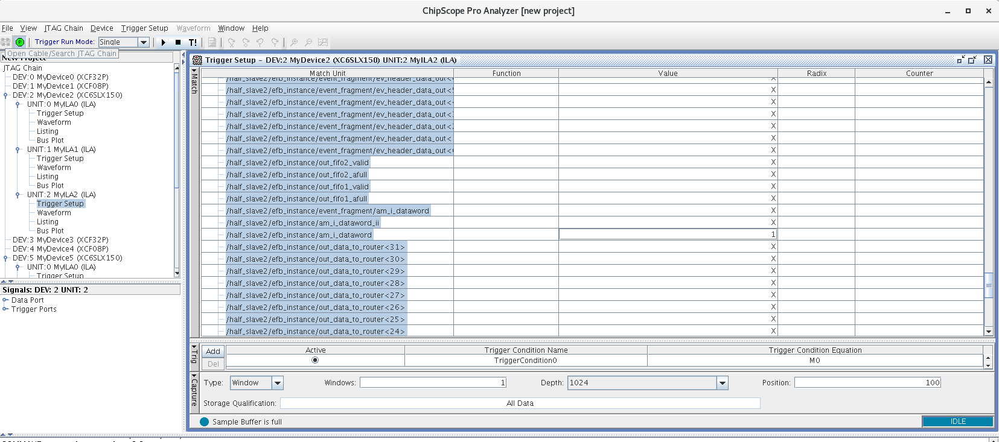 ChipScope Pro Analyzer [new project]
File View JTAG Chain Device Trigger Setup Waveform Window Help
P Trigger Run Mode: Single T!
Open Cable/Search JTAG Chain
New Project
JTAG Chain
DEV:0 MyDevice0 (XCF32P)
DEV:1 MyDevice1 (XCF08P)
DEV:2 MyDevice2 (XC6SLX150)
UNIT:0 MyILA0 (ILA)
Trigger Setup
Waveform
Listing
Bus Plot
UNIT:1 MyILA1 (ILA)
Trigger Setup
Waveform
Listing
Bus Plot
UNIT:2 MyILA2 (ILA)
Trigger Setup
Waveform
Listing
Bus Plot
DEV:3 MyDevice3 (XCF32P)
DEV:4 MyDevice4 (XCF08P)
DEV:5 MyDevice5 (XC6SLX150)
UNIT:0 MyILA0 (ILA)
Trigger Setup
Signals: DEV: 2 UNIT: 2
Data Port
Trigger Ports
Trigger Setup - DEV:2 MyDevice2 (XC6SLX150) UNIT:2 MyILA2 (ILA)
Match
Match Unit Function Value Radix Counter
/half_slave2/efb_instance/event_fragment/ev_header_data_out< X
/half_slave2/efb_instance/event_fragment/ev_header_data_out< X
/half_slave2/efb_instance/event_fragment/ev_header_data_out< X
/half_slave2/efb_instance/event_fragment/ev_header_data_out< X
/half_slave2/efb_instance/event_fragment/ev_header_data_out< X
/half_slave2/efb_instance/event_fragment/ev_header_data_out< X
/half_slave2/efb_instance/event_fragment/ev_header_data_out< X
/half_slave2/efb_instance/out_fifo2_valid X
/half_slave2/efb_instance/out_fifo2_afull X
/half_slave2/efb_instance/out_fifo1_valid X
/half_slave2/efb_instance/out_fifo1_afull X
/half_slave2/efb_instance/event_fragment/am_i_dataword X
/half_slave2/efb_instance/am_i_dataword_ii X
/half_slave2/efb_instance/am_i_dataword 1
/half_slave2/efb_instance/out_data_to_router<31> X
/half_slave2/efb_instance/out_data_to_router<30> X
/half_slave2/efb_instance/out_data_to_router<29> X
/half_slave2/efb_instance/out_data_to_router<28> X
/half_slave2/efb_instance/out_data_to_router<27> X
/half_slave2/efb_instance/out_data_to_router<26> X
/half_slave2/efb_instance/out_data_to_router<25> X
/half_slave2/efb_instance/out_data_to_router<24> X
Trig
Add Active Trigger Condition Name Trigger Condition Equation
Del TriggerCondition0 M0
Capture
Type: Window Windows: 1 Depth: 1024 Position: 100
Storage Qualification: All Data
Sample Buffer is full IDLE